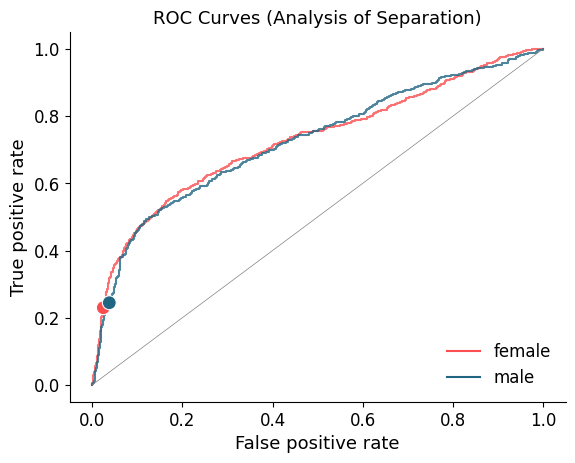 ROC Curves (Analysis of Separation)
1.0
0.8
0.6
0.4
0.2
0.0
True positive rate
female
male
0.0 0.2 0.4 0.6 0.8 1.0
False positive rate